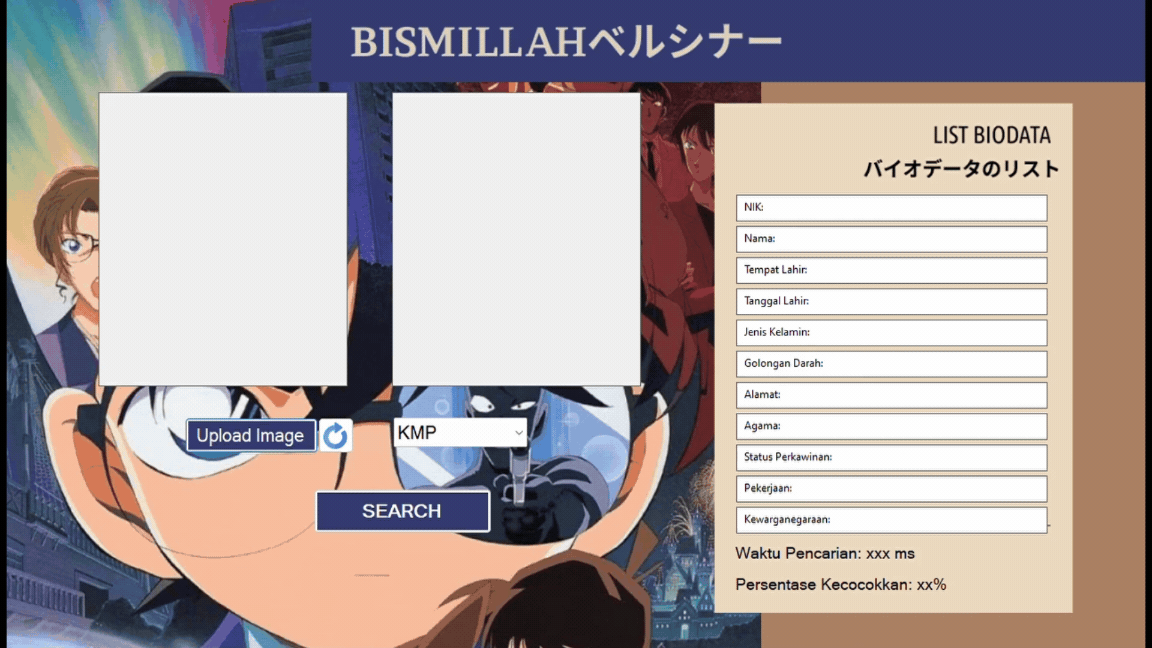 BISMILLAHベルシナー
Upload Image
KMP
SEARCH
LIST BIODATA
バイオデータのリスト
NIK:
Nama:
Tempat Lahir:
Tanggal Lahir:
Jenis Kelamin:
Golongan Darah:
Alamat:
Agama:
Status Perkawinan:
Pekerjaan:
Kewarganegaraan:
Waktu Pencarian: xxx ms
Persentase Kecocokkan: xx%